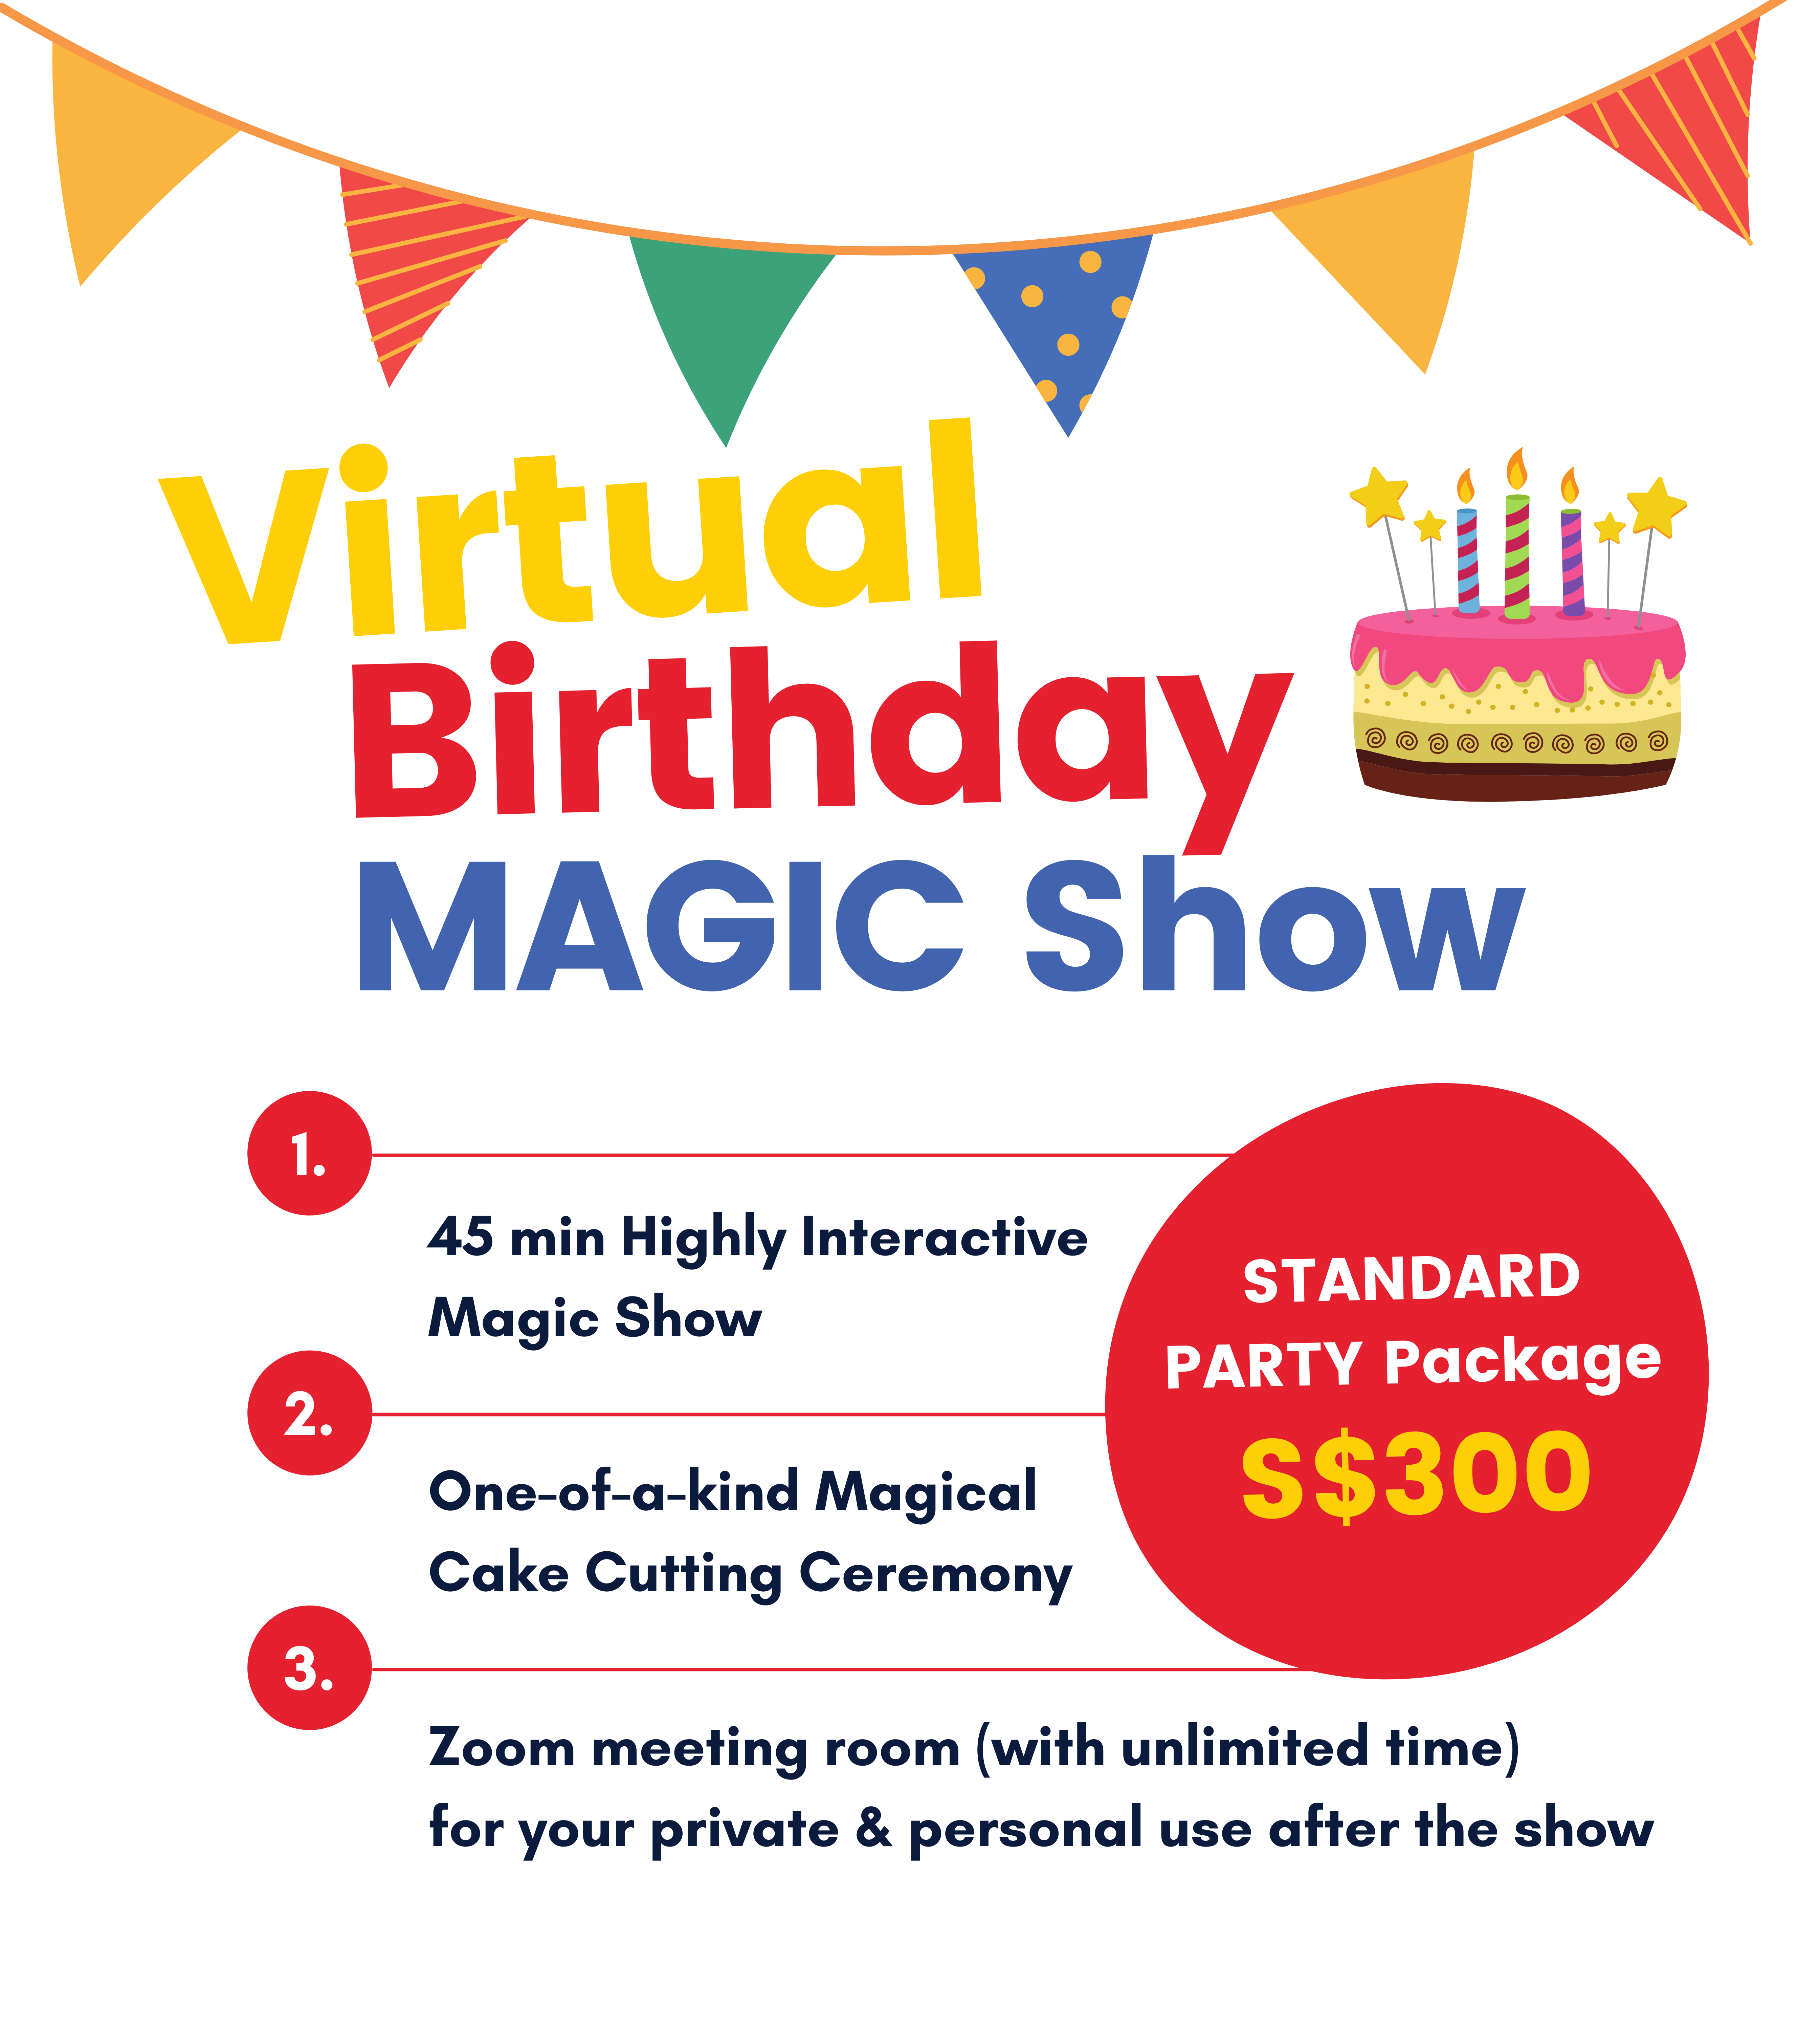 Virtual
Birthday
MAGIC Show
1.
45 min Highly Interactive
Magic Show
2.
One-of-a-kind Magical
Cake Cutting Ceremony
3.
Zoom meeting room (with unlimited time)
for your private & personal use after the show
STANDARD
PARTY Package
S$300